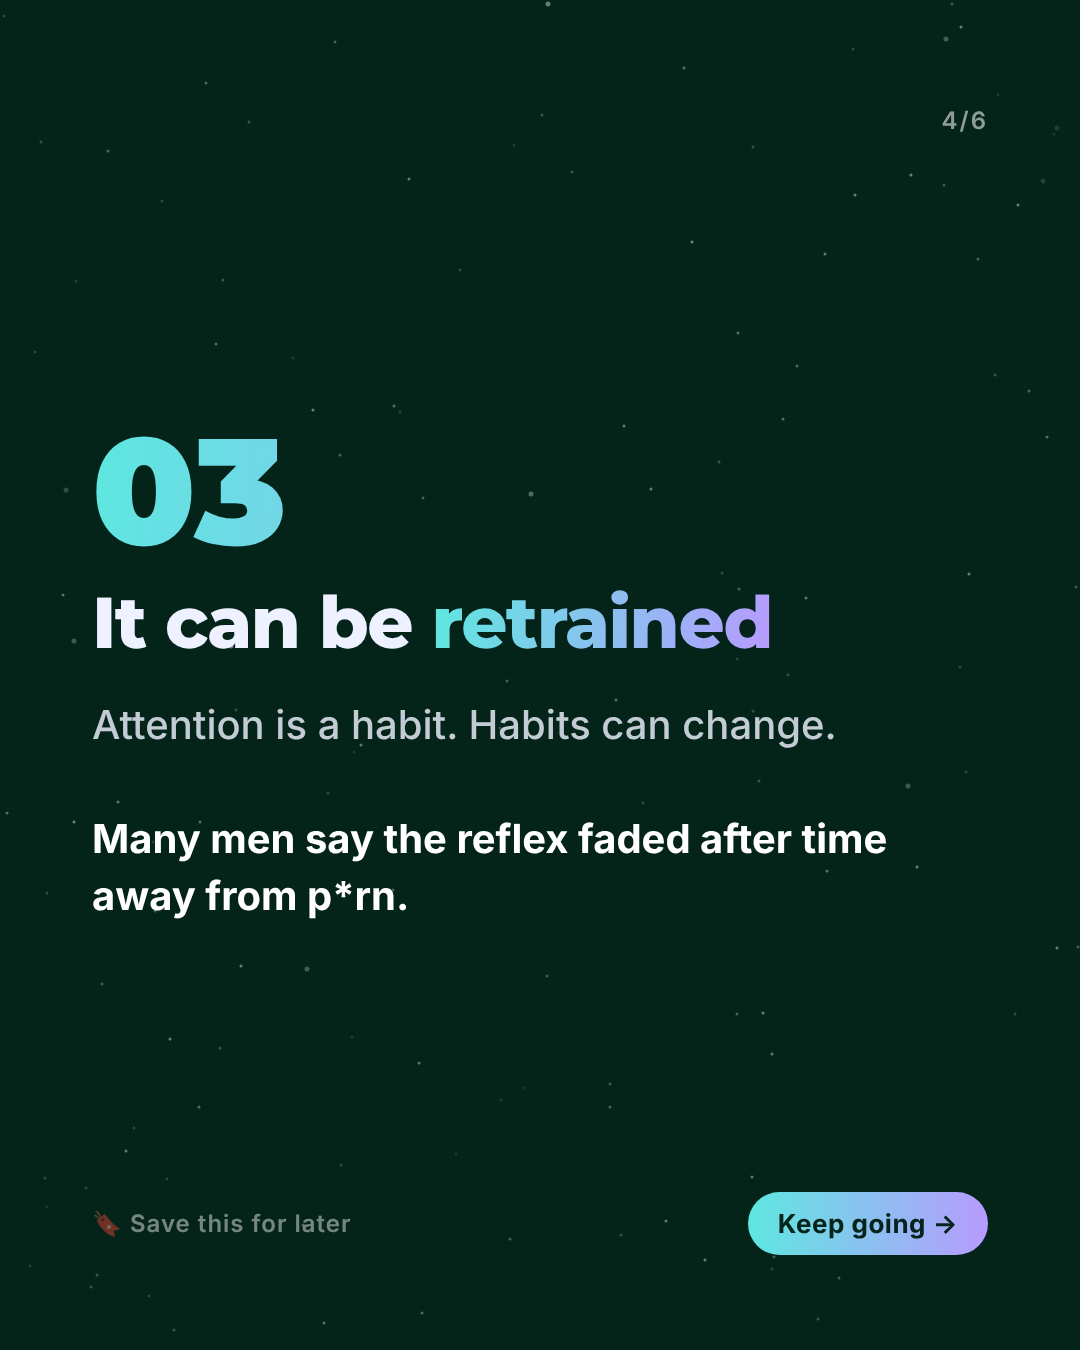 4/6
03
It can be retrained
Attention is a habit. Habits can change.
Many men say the reflex faded after time
away from p*rn.
🔖 Save this for later
Keep going →